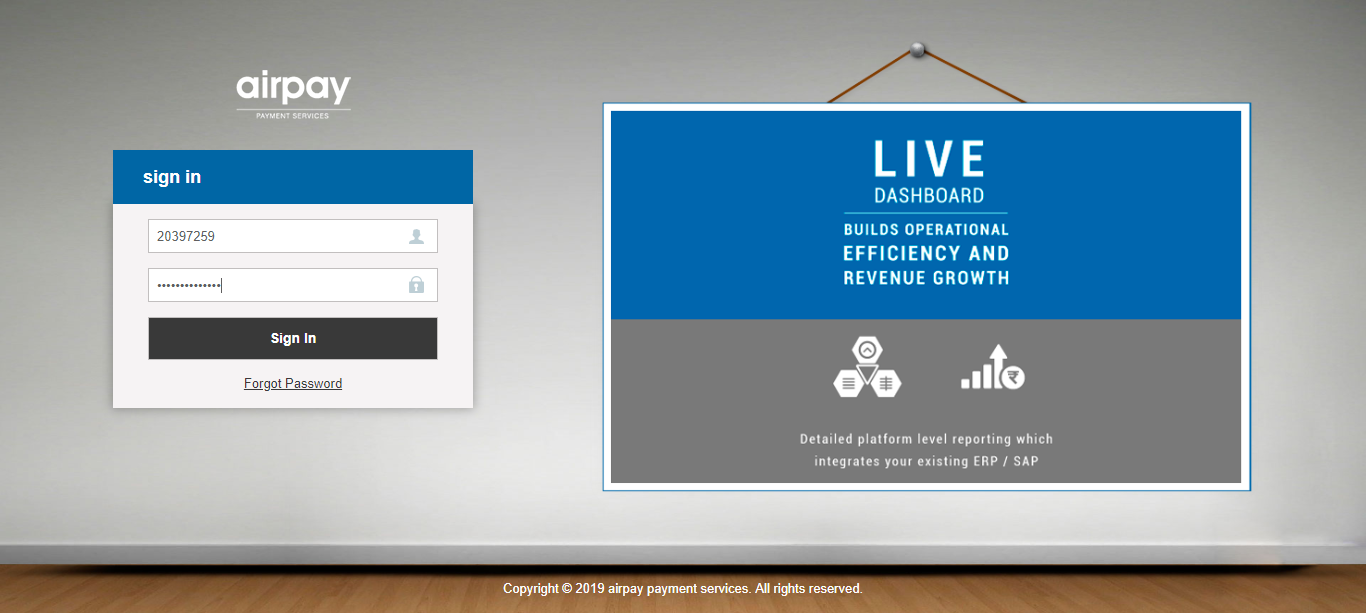 airpay
PAYMENT SERVICES
sign in
20397259
••••••••••••••
Sign In
Forgot Password
LIVE
DASHBOARD
BUILDS OPERATIONAL
EFFICIENCY AND
REVENUE GROWTH
₹
Detailed platform level reporting which
integrates your existing ERP / SAP
Copyright © 2019 airpay payment services. All rights reserved.